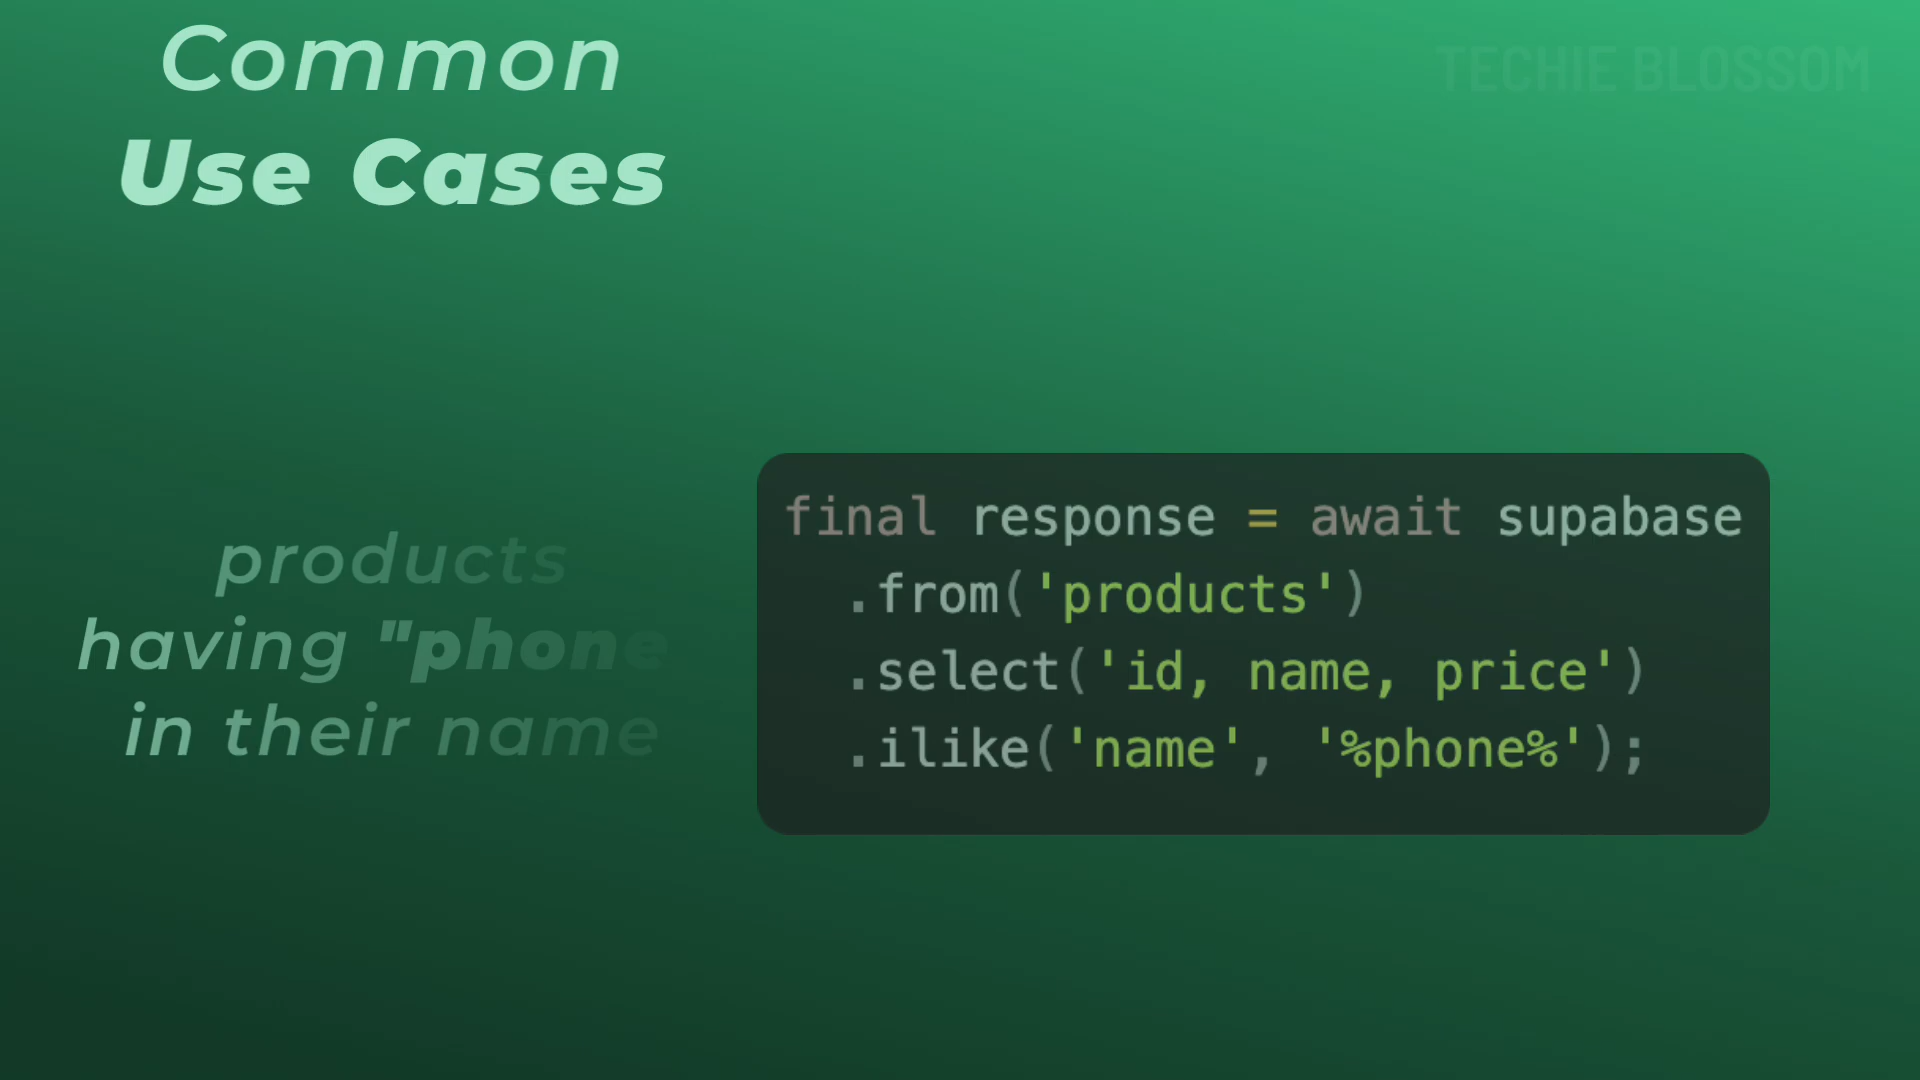 Common
TECHIE BLOSSOM
Use Cases
products
having "phone
in their name
final response = await supabase
.from('products')
.select('id, name, price')
.ilike('name', '%phone%');